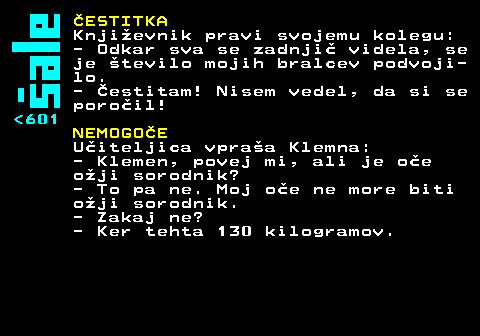 šale
<601
ČESTITKA
Književnik pravi svojemu kolegu:
- Odkar sva se zadnjič videla, se
je število mojih bralcev podvoji-
lo.
- Čestitam! Nisem vedel, da si se
poročil!
NEMOGOČE
Učiteljica vpraša Klemna:
- Klemen, povej mi, ali je oče
ožji sorodnik?
- To pa ne. Moj oče ne more biti
ožji sorodnik.
- Zakaj ne?
- Ker tehta 130 kilogramov.